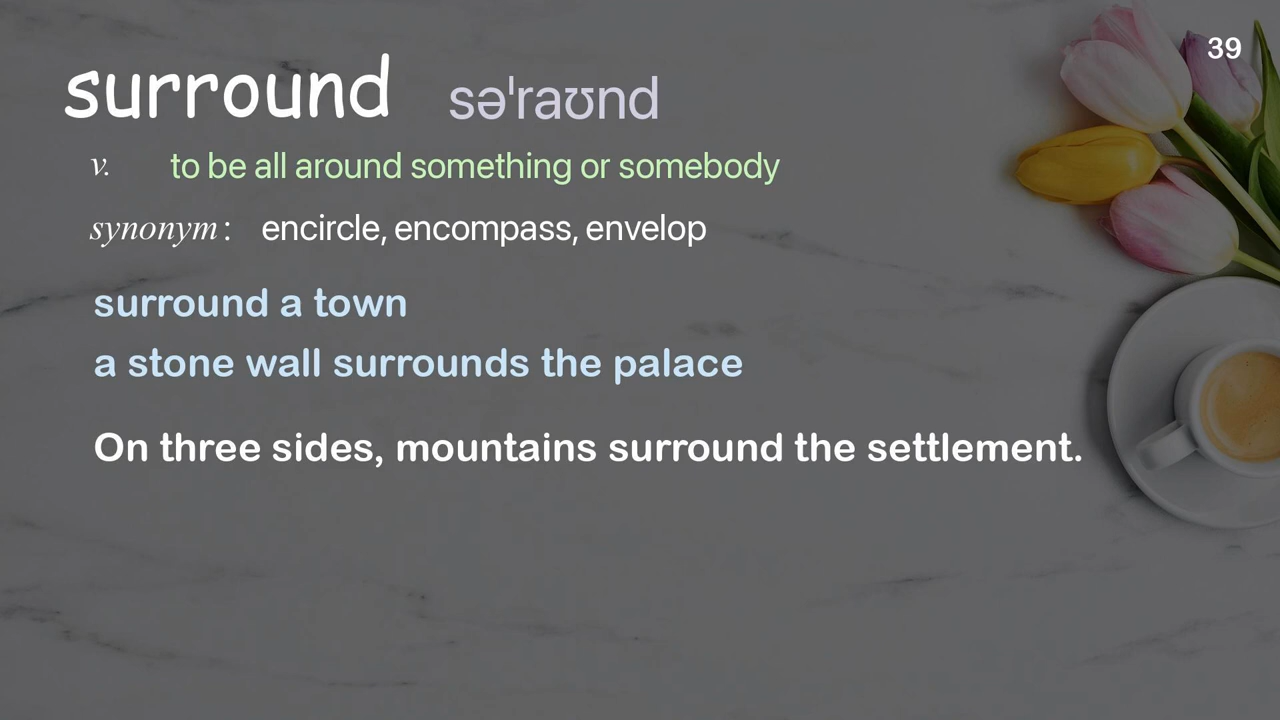 39
surround səˈraʊnd
v. to be all around something or somebody
synonym: encircle, encompass, envelop
surround a town
a stone wall surrounds the palace
On three sides, mountains surround the settlement.